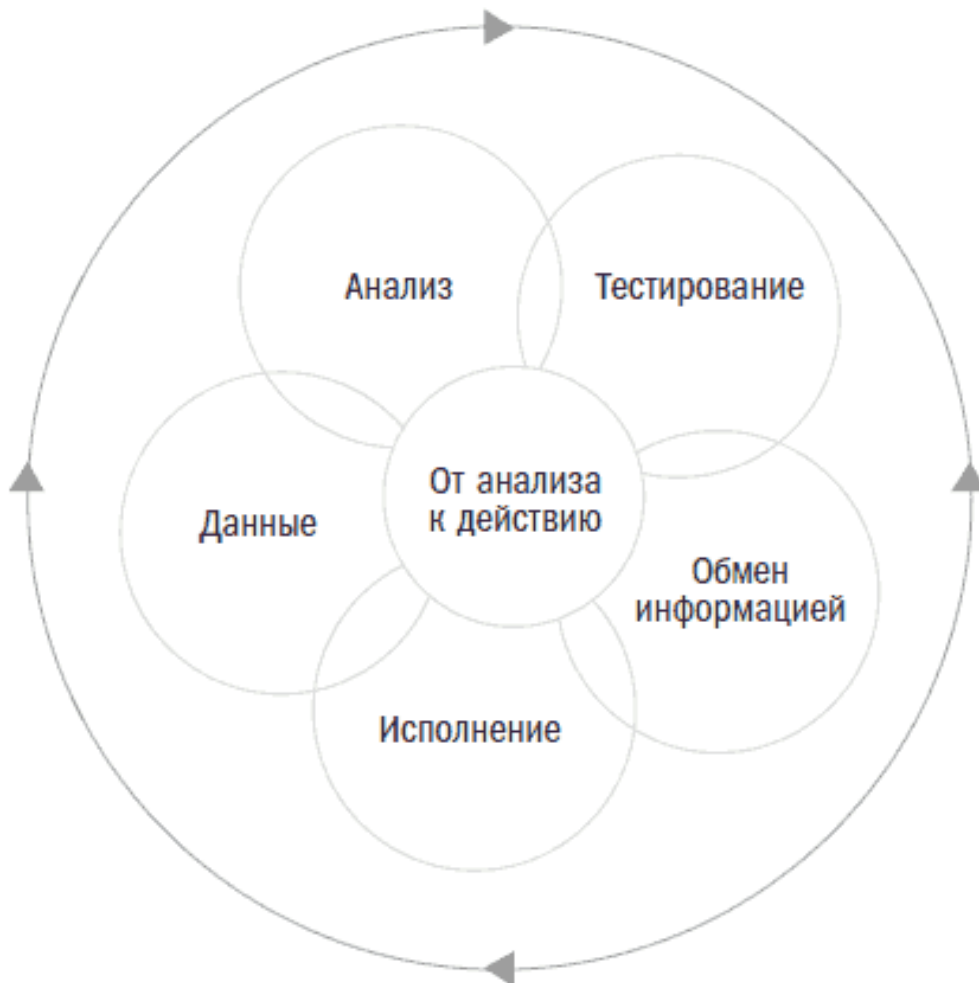 Анализ
Тестирование
От анализа
к действию
Данные
Обмен
информацией
Исполнение